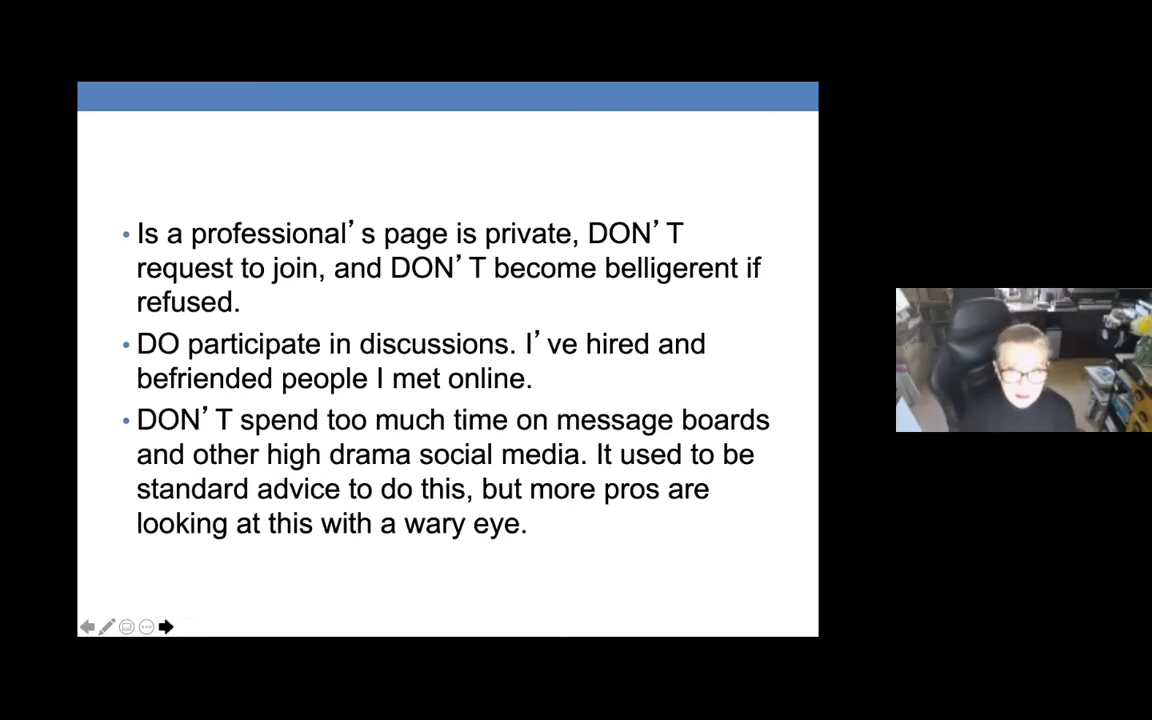 • Is a professional’s page is private, DON’T
request to join, and DON’T become belligerent if
refused.
• DO participate in discussions. I’ve hired and
befriended people I met online.
• DON’T spend too much time on message boards
and other high drama social media. It used to be
standard advice to do this, but more pros are
looking at this with a wary eye.